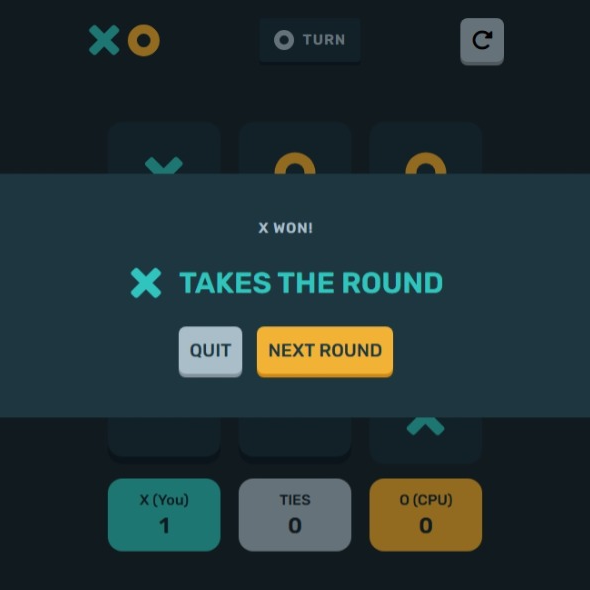 TURN
X WON!
TAKES THE ROUND
QUIT
NEXT ROUND
X (You)
1
TIES
0
O (CPU)
0